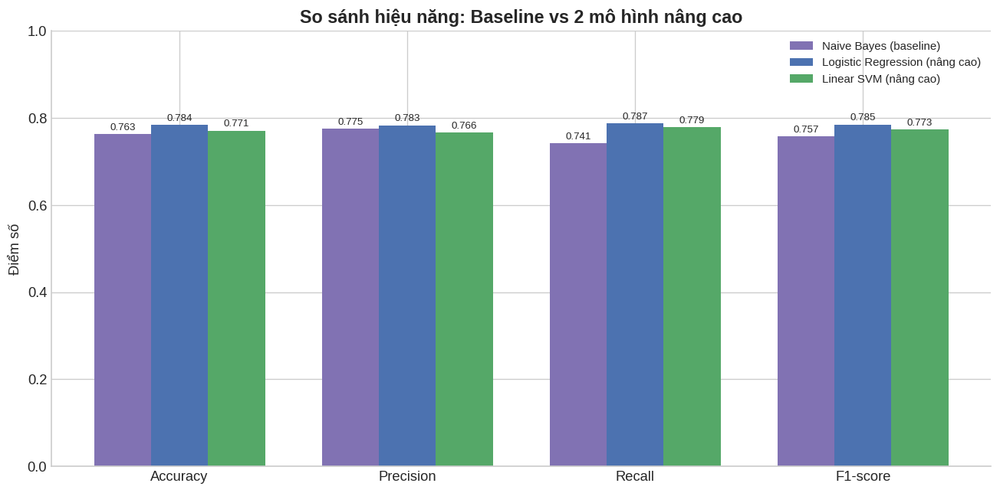 So sánh hiệu năng: Baseline vs 2 mô hình nâng cao
Naive Bayes (baseline)
Logistic Regression (nâng cao)
Linear SVM (nâng cao)
Điểm số
1.0
0.8
0.6
0.4
0.2
0.0
0.763
0.784
0.771
0.775
0.783
0.766
0.741
0.787
0.779
0.757
0.785
0.773
Accuracy
Precision
Recall
F1-score